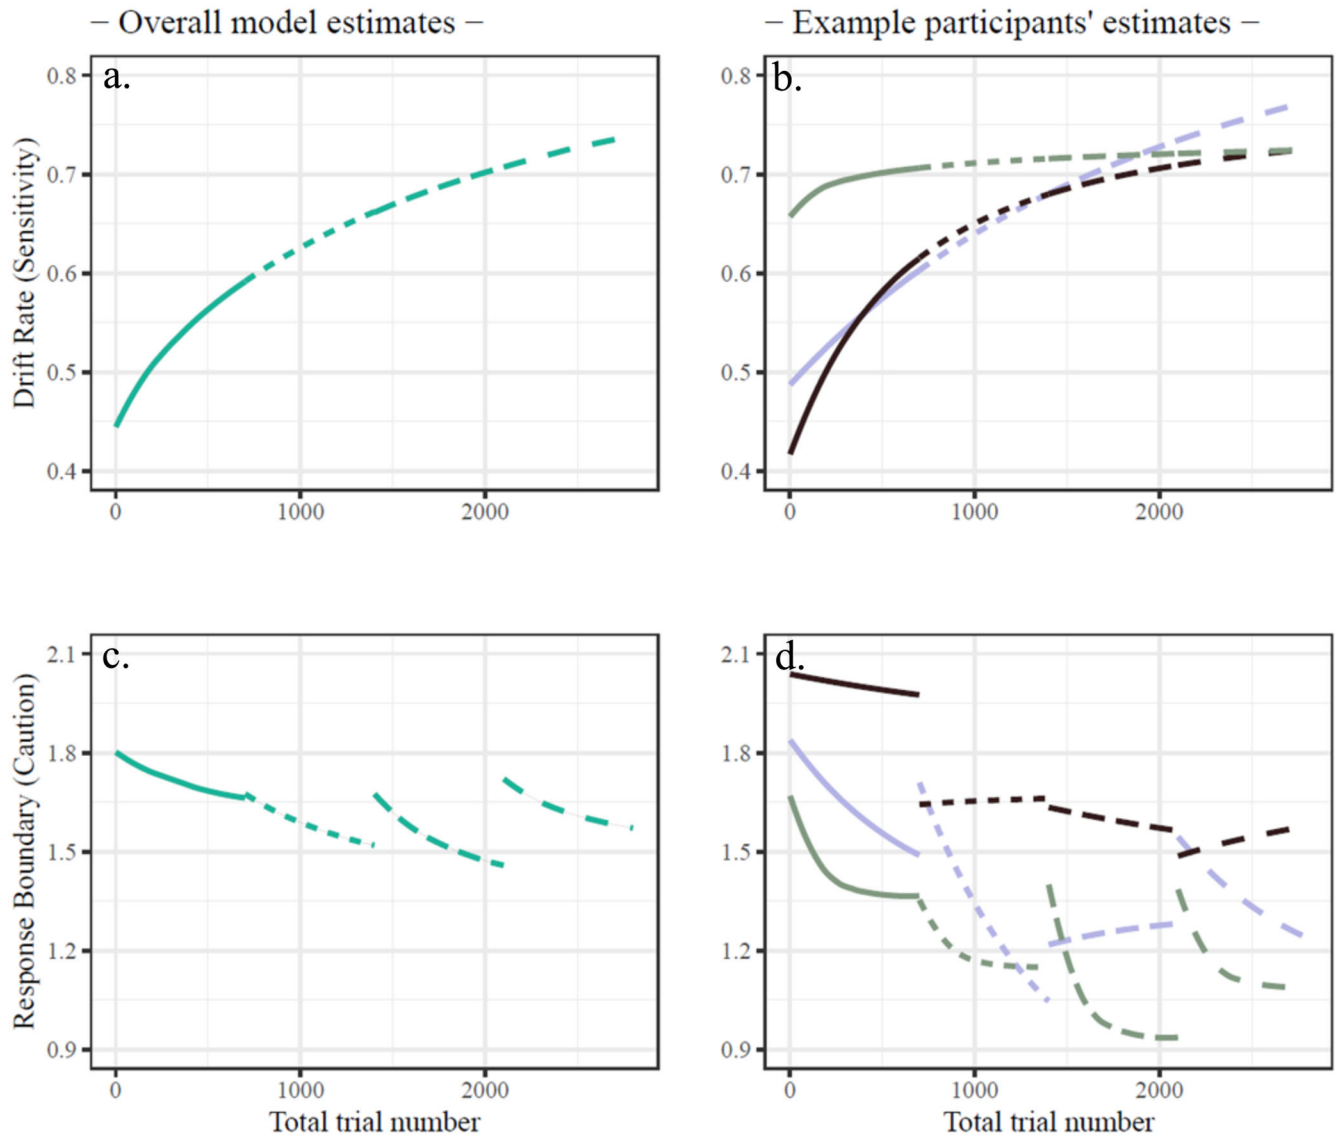 – Overall model estimates –
– Example participants' estimates –
a.
b.
0.8
0.7
0.6
0.5
0.4
Drift Rate (Sensitivity)
0 1000 2000
0.8
0.7
0.6
0.5
0.4
0 1000 2000
c.
d.
2.1
1.8
1.5
1.2
0.9
Response Boundary (Caution)
0 1000 2000
Total trial number
2.1
1.8
1.5
1.2
0.9
0 1000 2000
Total trial number